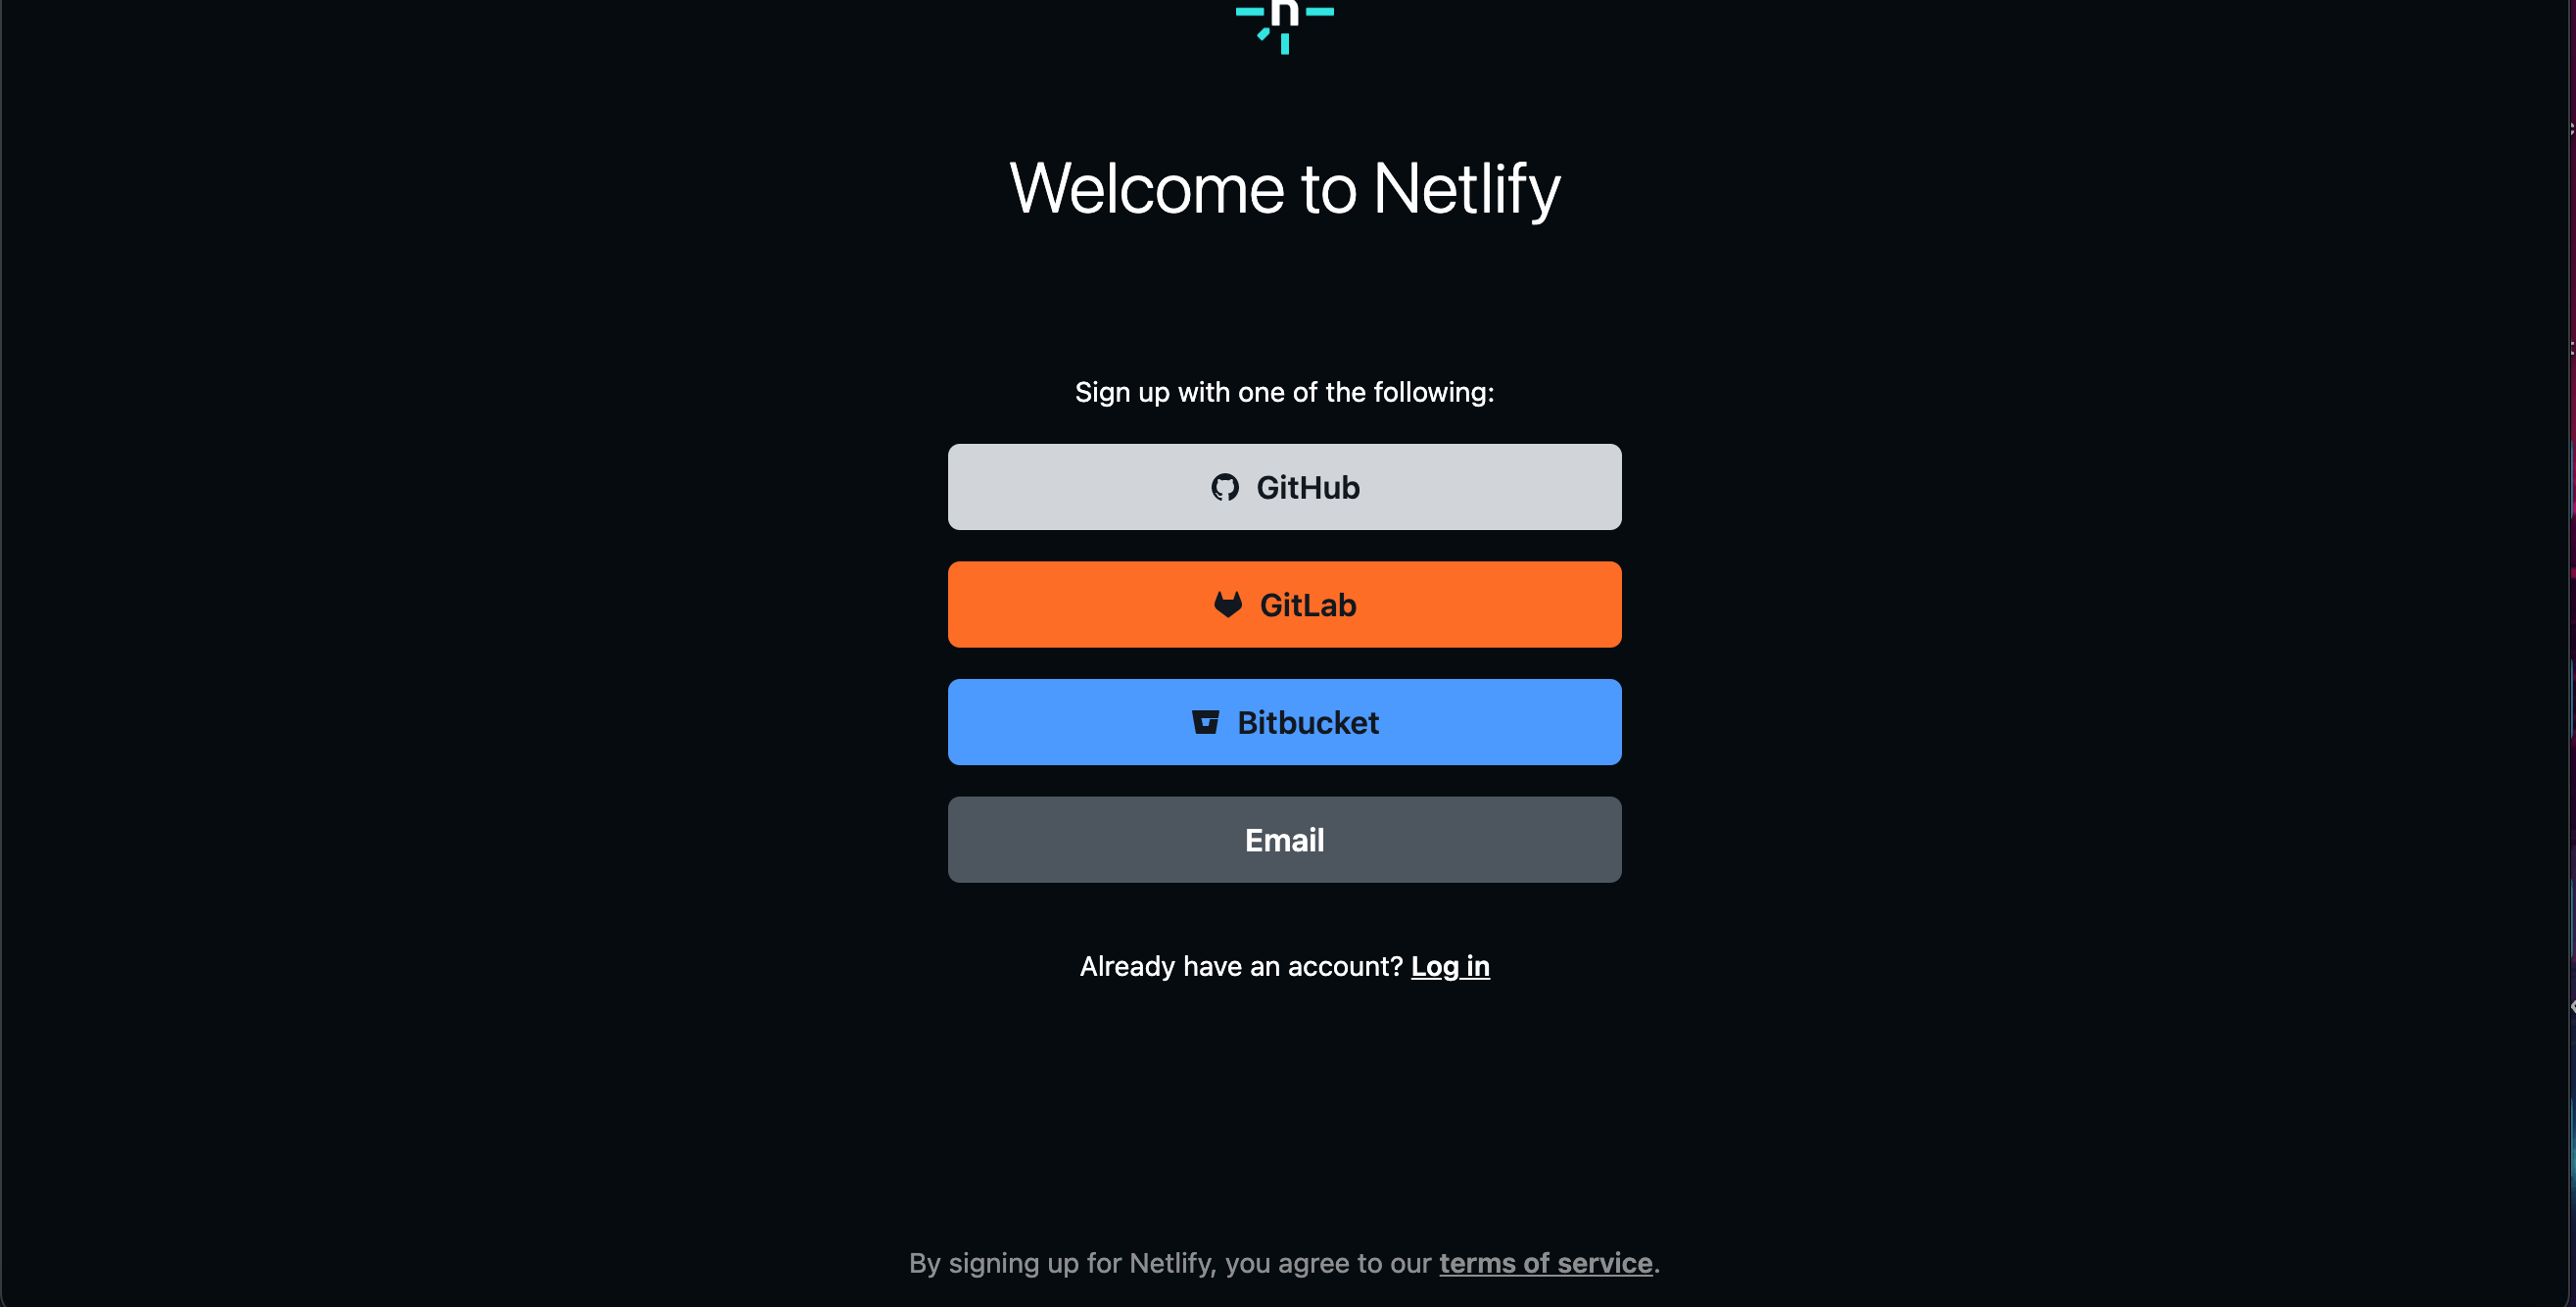 Welcome to Netlify
Sign up with one of the following:
GitHub
GitLab
Bitbucket
Email
Already have an account? Log in
By signing up for Netlify, you agree to our terms of service.